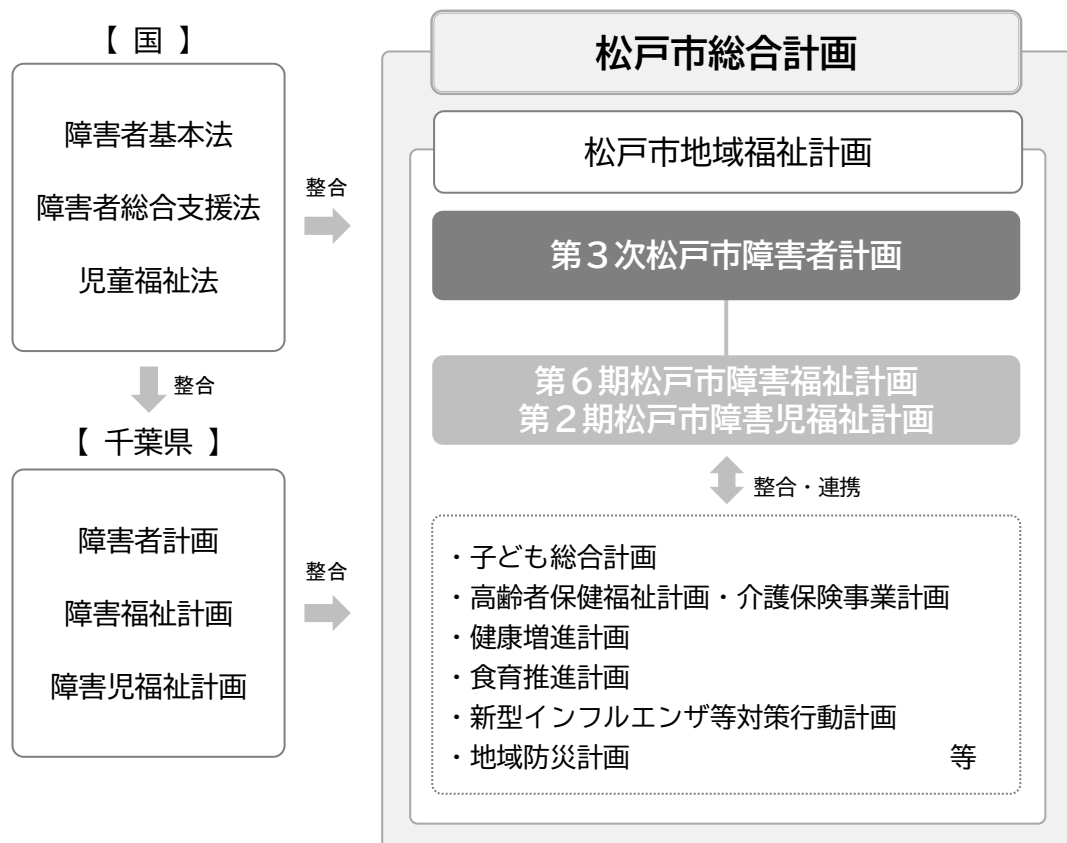 【 国 】
障害者基本法
障害者総合支援法
児童福祉法
整合
整合
【 千葉県 】
障害者計画
障害福祉計画
障害児福祉計画
整合
松戸市総合計画
松戸市地域福祉計画
第３次松戸市障害者計画
第６期松戸市障害福祉計画
第２期松戸市障害児福祉計画
整合・連携
・子ども総合計画
・高齢者保健福祉計画・介護保険事業計画
・健康増進計画
・食育推進計画
・新型インフルエンザ等対策行動計画
・地域防災計画 等